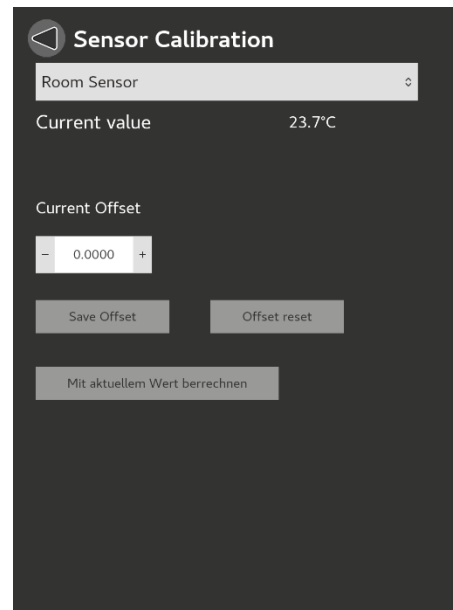 Sensor Calibration
Room Sensor
Current value 23.7°C
Current Offset
- 0.0000 +
Save Offset Offset reset
Mit aktuellem Wert berrechnen